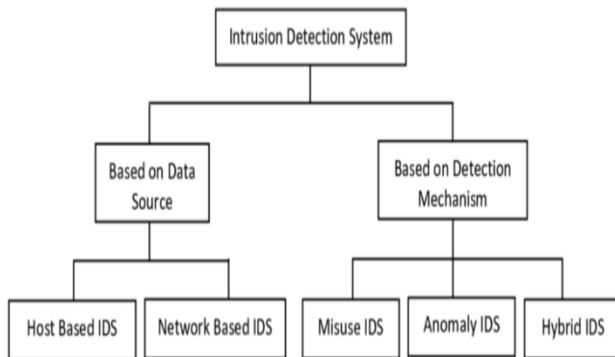 Intrusion Detection System
Based on Data
Source
Based on Detection
Mechanism
Host Based IDS
Network Based IDS
Misuse IDS
Anomaly IDS
Hybrid IDS